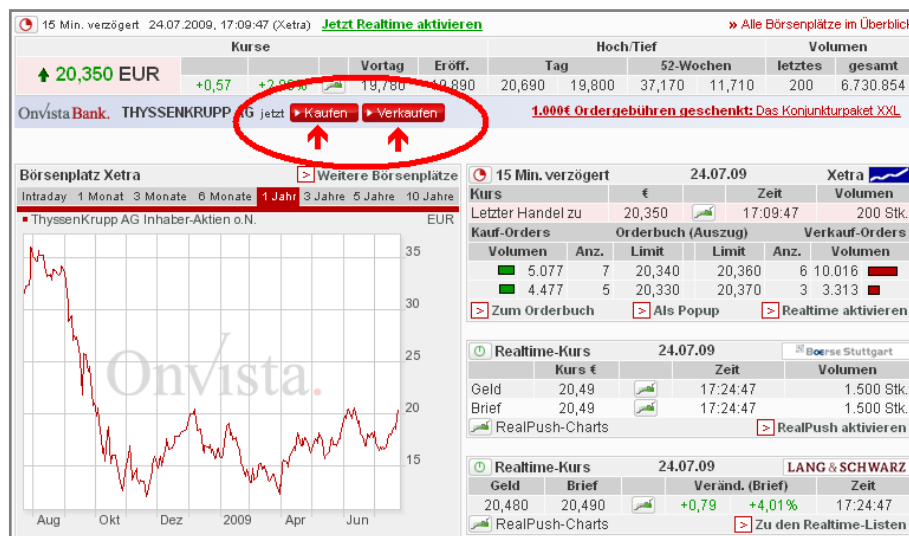 15 Min. verzögert 24.07.2009, 17:09:47 (Xetra) Jetzt Realtime aktivieren » Alle Börsenplätze im Überblick
Kurse Hoch/Tief Volumen
Vortag Eröff. Tag 52-Wochen letztes gesamt
20,350 EUR
+0,57 19,780 20,690 19,800 37,170 11,710 200 6.730.854
OnvistaBank. THYSSENKRUPP AG jetzt Kaufen Verkaufen 1.000€ Ordergebühren geschenkt: Das Konjunkturpaket XXL
Börsenplatz Xetra > Weitere Börsenplätze
Intraday 1 Monat 3 Monate 6 Monate 1 Jahr 3 Jahre 5 Jahre 10 Jahre
ThyssenKrupp AG Inhaber-Aktien o.N. EUR
35
30
25
20
15
Onvista.
Aug Okt Dez 2009 Apr Jun
15 Min. verzögert 24.07.09 Xetra
Kurs € Zeit Volumen
Letzter Handel zu 20,350 17:09:47 200 Stk.
Kauf-Orders Orderbuch (Auszug) Verkauf-Orders
Volumen Anz. Limit Limit Anz. Volumen
5.077 7 20,340 20,360 6 10.016
4.477 5 20,330 20,370 3 3.313
> Zum Orderbuch > Als Popup > Realtime aktivieren
Realtime-Kurs 24.07.09 Boerse Stuttgart
Kurs € Zeit Volumen
Geld 20,49 17:24:47 1.500 Stk.
Brief 20,49 17:24:47 1.500 Stk.
RealPush-Charts > RealPush aktivieren
Realtime-Kurs 24.07.09 LANG & SCHWARZ
Geld Brief Veränd. (Brief) Zeit
20,480 20,490 +0,79 +4,01% 17:24:47
RealPush-Charts > Zu den Realtime-Listen